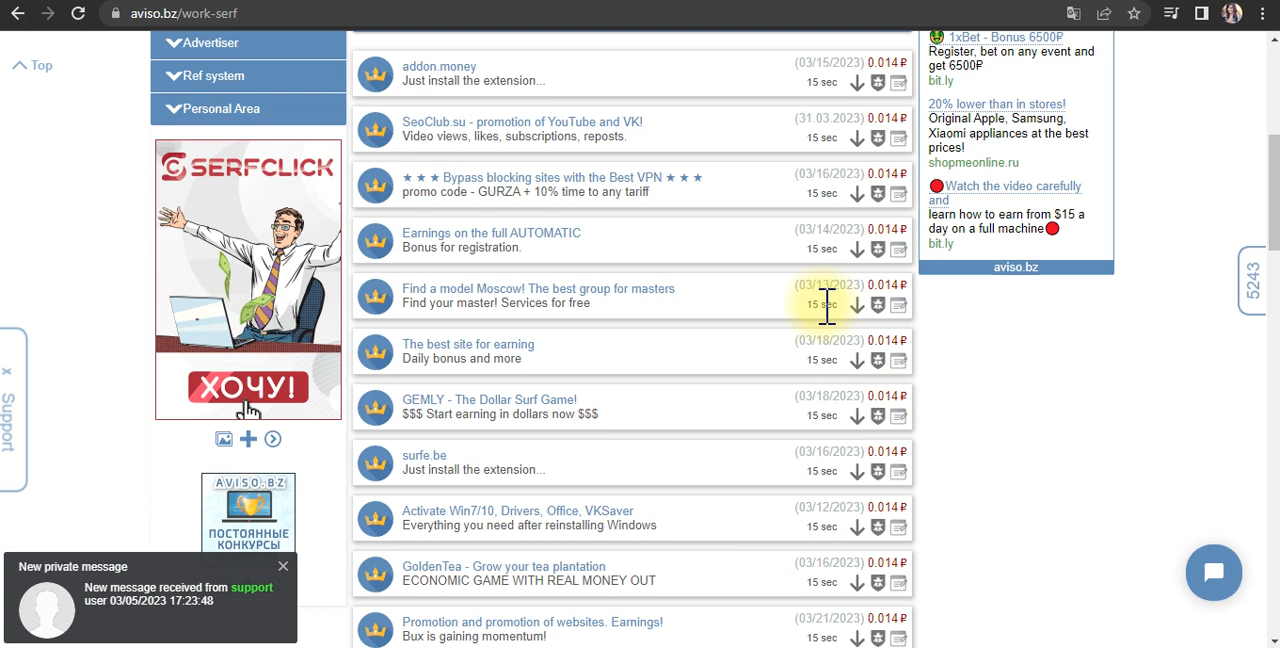 aviso.bz/work-serf
Top
Advertiser
Ref system
Personal Area
SERFCLICK
ХОЧУ!
AVISO.BZ
ПОСТОЯННЫЕ
КОНКУРСЫ
x Support
New private message
New message received from support
user 03/05/2023 17:23:48
addon.money
Just install the extension...
(03/15/2023) 0.014₽
15 sec
SeoClub.su - promotion of YouTube and VK!
Video views, likes, subscriptions, reposts.
(31.03.2023) 0.014₽
15 sec
★ ★ ★ Bypass blocking sites with the Best VPN ★ ★ ★
promo code - GURZA + 10% time to any tariff
(03/16/2023) 0.014₽
15 sec
Earnings on the full AUTOMATIC
Bonus for registration.
(03/14/2023) 0.014₽
15 sec
Find a model Moscow! The best group for masters
Find your master! Services for free
(03/13/2023) 0.014₽
15 sec
The best site for earning
Daily bonus and more
(03/18/2023) 0.014₽
15 sec
GEMLY - The Dollar Surf Game!
$$$ Start earning in dollars now $$$
(03/18/2023) 0.014₽
15 sec
surfe.be
Just install the extension...
(03/16/2023) 0.014₽
15 sec
Activate Win7/10, Drivers, Office, VKSaver
Everything you need after reinstalling Windows
(03/12/2023) 0.014₽
15 sec
GoldenTea - Grow your tea plantation
ECONOMIC GAME WITH REAL MONEY OUT
(03/16/2023) 0.014₽
15 sec
Promotion and promotion of websites. Earnings!
Bux is gaining momentum!
(03/21/2023) 0.014₽
15 sec
1xBet - Bonus 6500₽
Register, bet on any event and
get 6500₽
bit.ly
20% lower than in stores!
Original Apple, Samsung,
Xiaomi appliances at the best
prices!
shopmeonline.ru
Watch the video carefully
and
learn how to earn from $15 a
day on a full machine
bit.ly
aviso.bz
5243